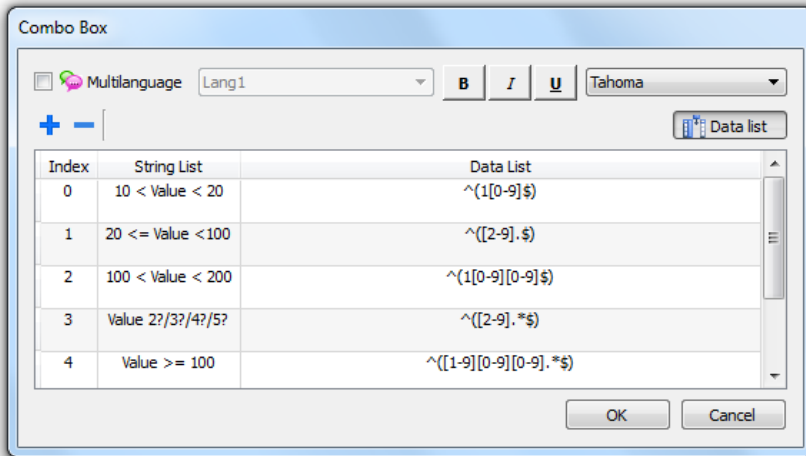 Combo Box
Multilanguage Lang1 B I U Tahoma
Data list
Index String List Data List
0 10 < Value < 20 ^(1[0-9]$)
1 20 <= Value <100 ^([2-9].$)
2 100 < Value < 200 ^(1[0-9][0-9]$)
3 Value 2?/3?/4?/5? ^([2-9].*$)
4 Value >= 100 ^([1-9][0-9][0-9].*$)
OK Cancel